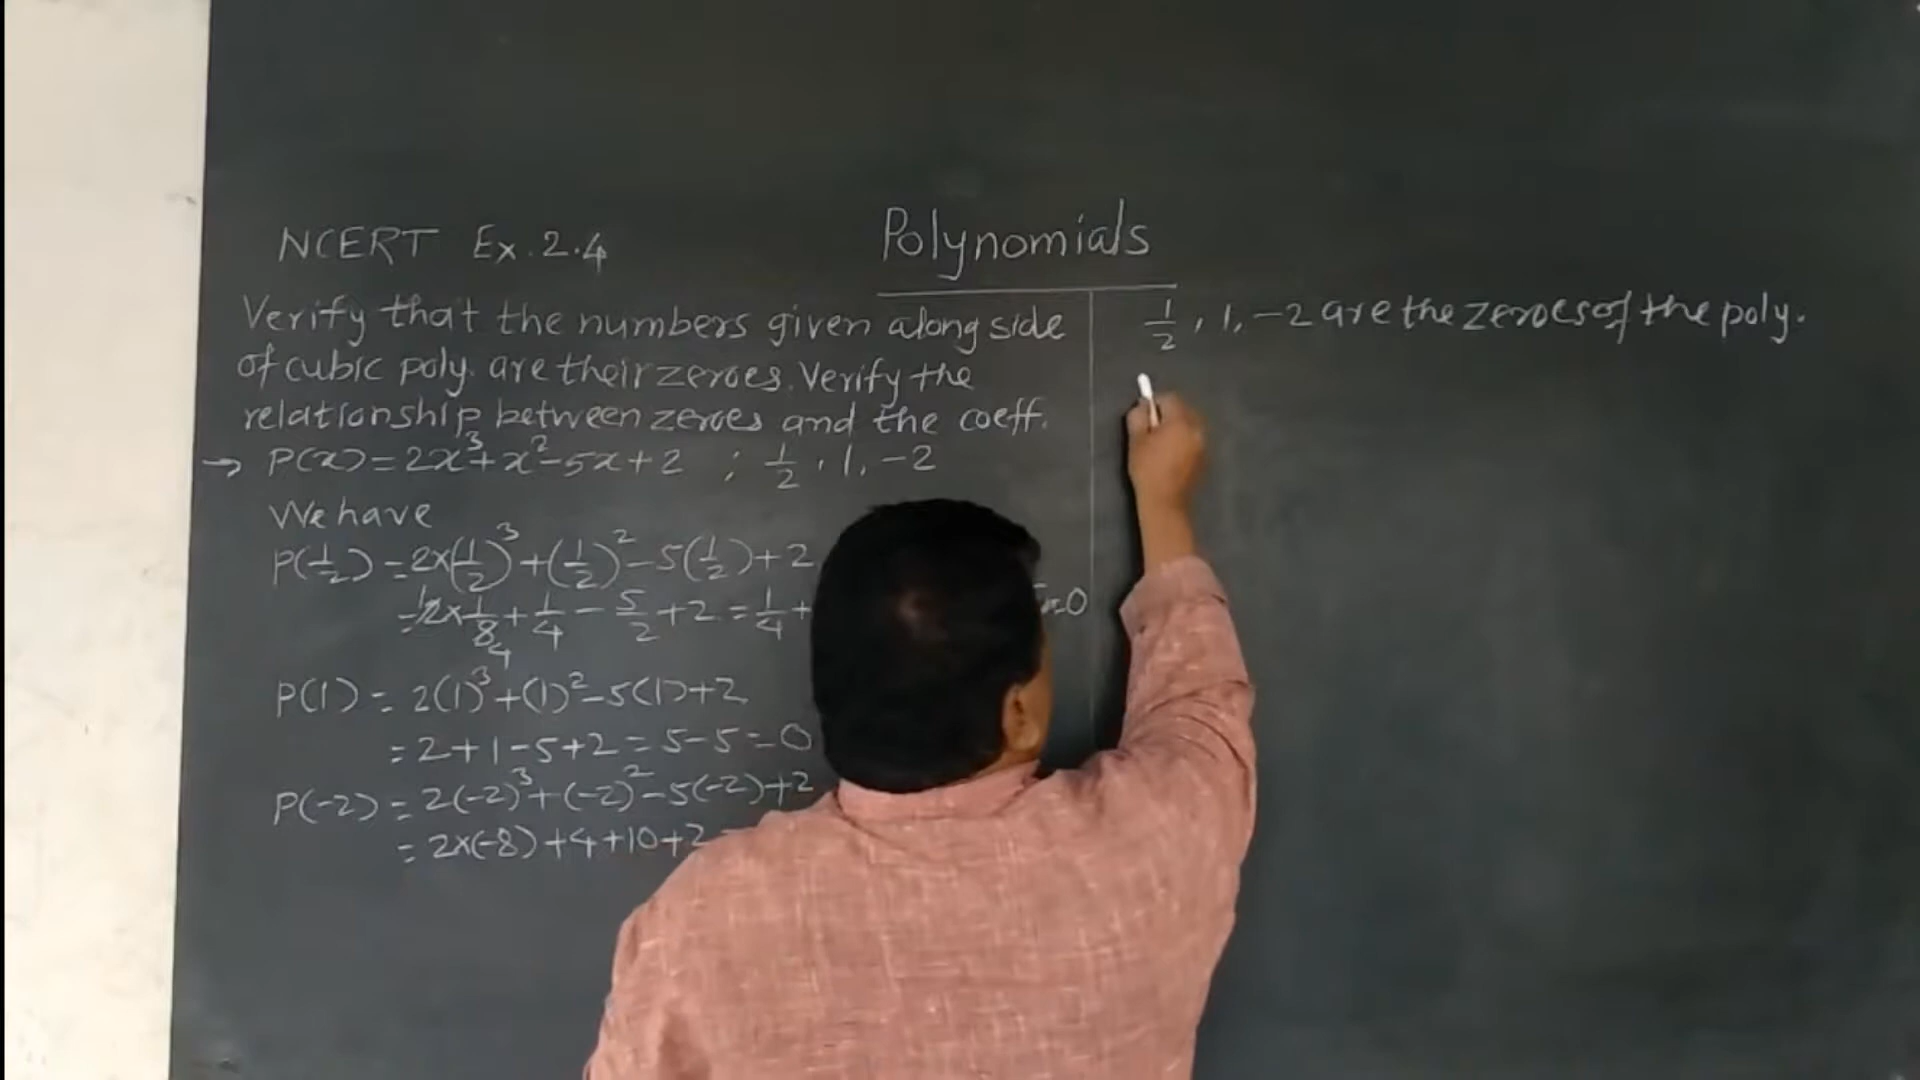 NCERT Ex. 2.4
Polynomials
Verify that the numbers given along side
of cubic poly. are their zeroes. Verify the
relationship between zeroes and the coeff.
→ P(x) = 2x³+x²-5x+2 ; 1/2, 1, -2
We have
P(1/2) = 2×(1/2)³+(1/2)²-5(1/2)+2
= 2×1/8+1/4-5/2+2 = 1/4+ =0
P(1) = 2(1)³+(1)²-5(1)+2
= 2+1-5+2 = 5-5 = 0
P(-2) = 2(-2)³+(-2)²-5(-2)+2
= 2×(-8)+4+10+2
1/2, 1, -2 are the zeroes of the poly.